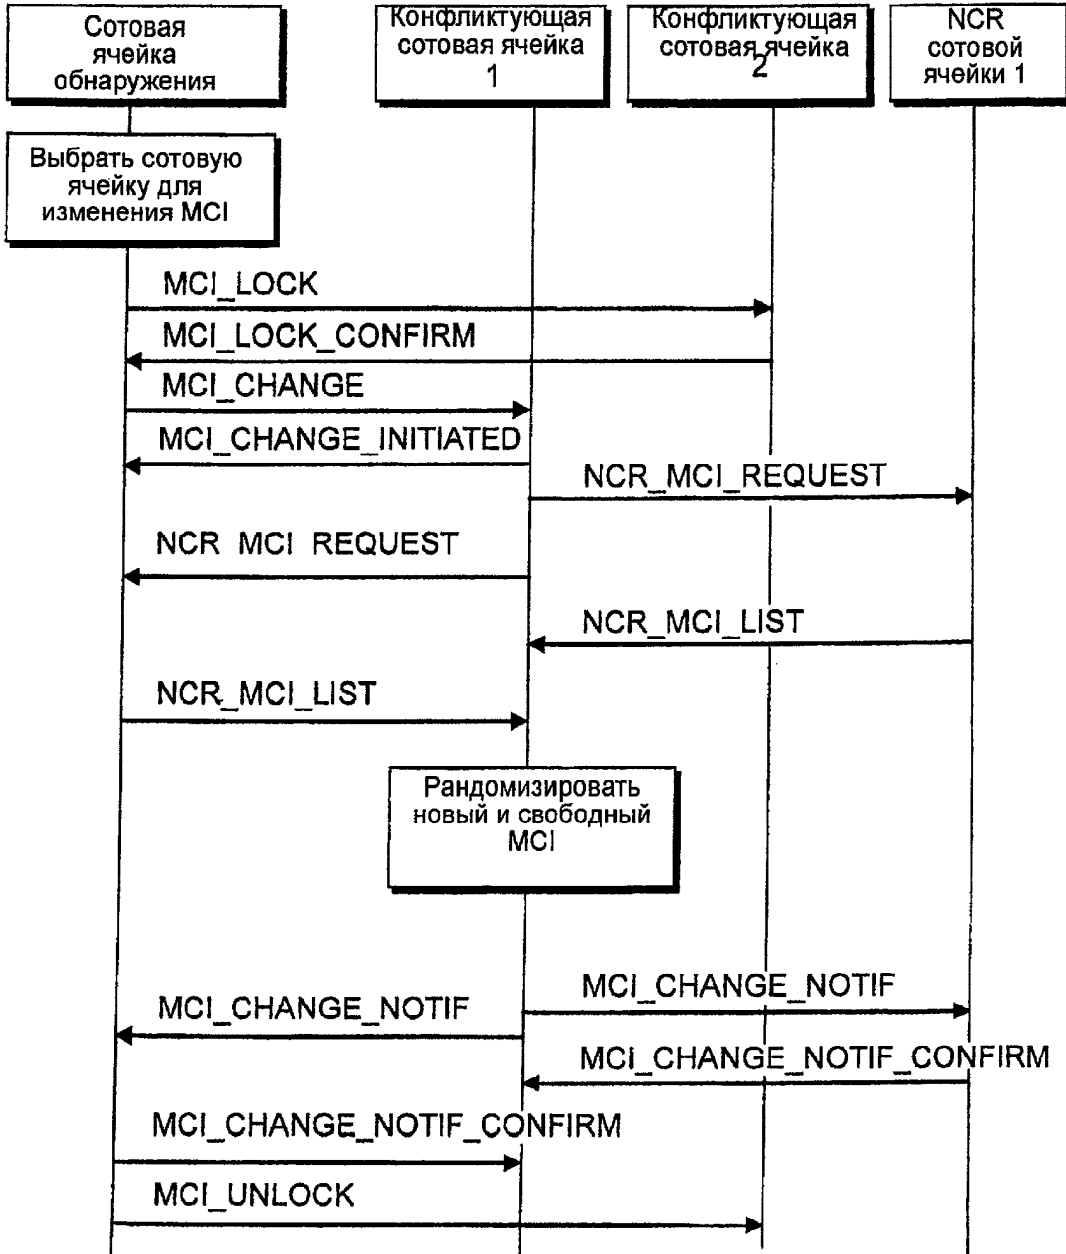 Сотовая
ячейка
обнаружения
Конфликтующая
сотовая ячейка
1
Конфликтующая
сотовая ячейка
2
NCR
сотовой
ячейки 1
Выбрать сотовую
ячейку для
изменения MCI
MCI_LOCK
MCI_LOCK_CONFIRM
MCI_CHANGE
MCI_CHANGE_INITIATED
NCR_MCI_REQUEST
NCR MCI REQUEST
NCR_MCI_LIST
NCR_MCI_LIST
Рандомизировать
новый и свободный
MCI
MCI_CHANGE_NOTIF
MCI_CHANGE_NOTIF
MCI_CHANGE_NOTIF_CONFIRM
MCI_CHANGE_NOTIF_CONFIRM
MCI_UNLOCK